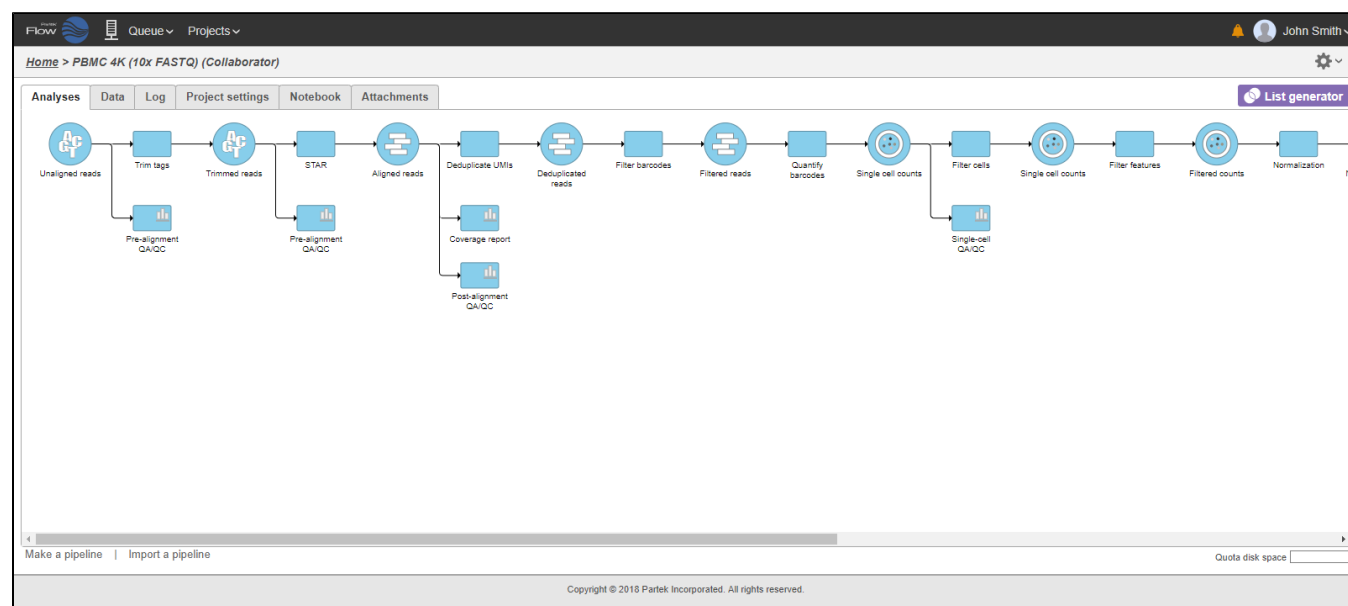 Partek
Flow
Queue
Projects
John Smith
Home > PBMC 4K (10x FASTQ) (Collaborator)
Analyses
Data
Log
Project settings
Notebook
Attachments
List generator
Unaligned reads
Trim tags
Trimmed reads
STAR
Aligned reads
Deduplicate UMIs
Deduplicated
reads
Filter barcodes
Filtered reads
Quantify
barcodes
Single cell counts
Filter cells
Single cell counts
Filter features
Filtered counts
Normalization
Pre-alignment
QA/QC
Pre-alignment
QA/QC
Coverage report
Single-cell
QA/QC
Post-alignment
QA/QC
Make a pipeline | Import a pipeline
Quota disk space
Copyright © 2018 Partek Incorporated. All rights reserved.